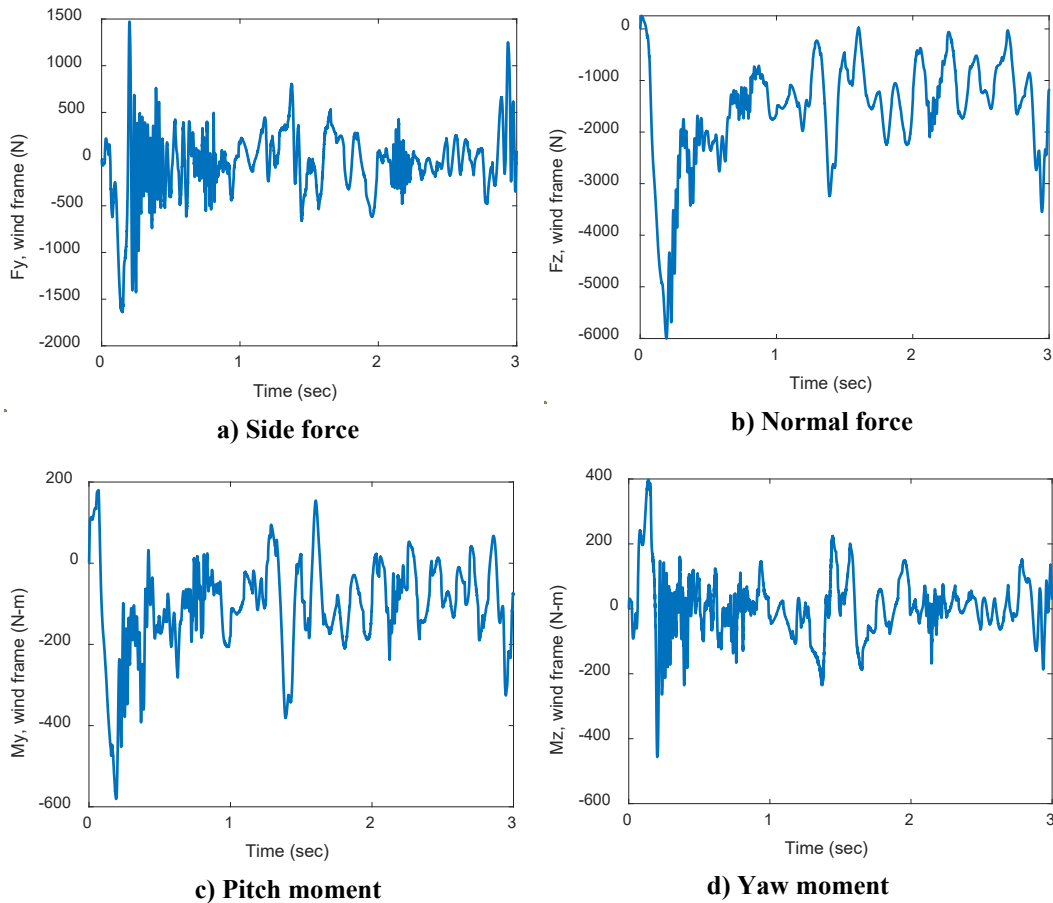 1500
1000
500
0
-500
-1000
-1500
-2000
Fy, wind frame (N)
0 1 2 3
Time (sec)
a) Side force
0
-1000
-2000
-3000
-4000
-5000
-6000
Fz, wind frame (N)
0 1 2 3
Time (sec)
b) Normal force
200
0
-200
-400
-600
My, wind frame (N-m)
0 1 2 3
Time (sec)
c) Pitch moment
400
200
0
-200
-400
-600
Mz, wind frame (N-m)
0 1 2 3
Time (sec)
d) Yaw moment